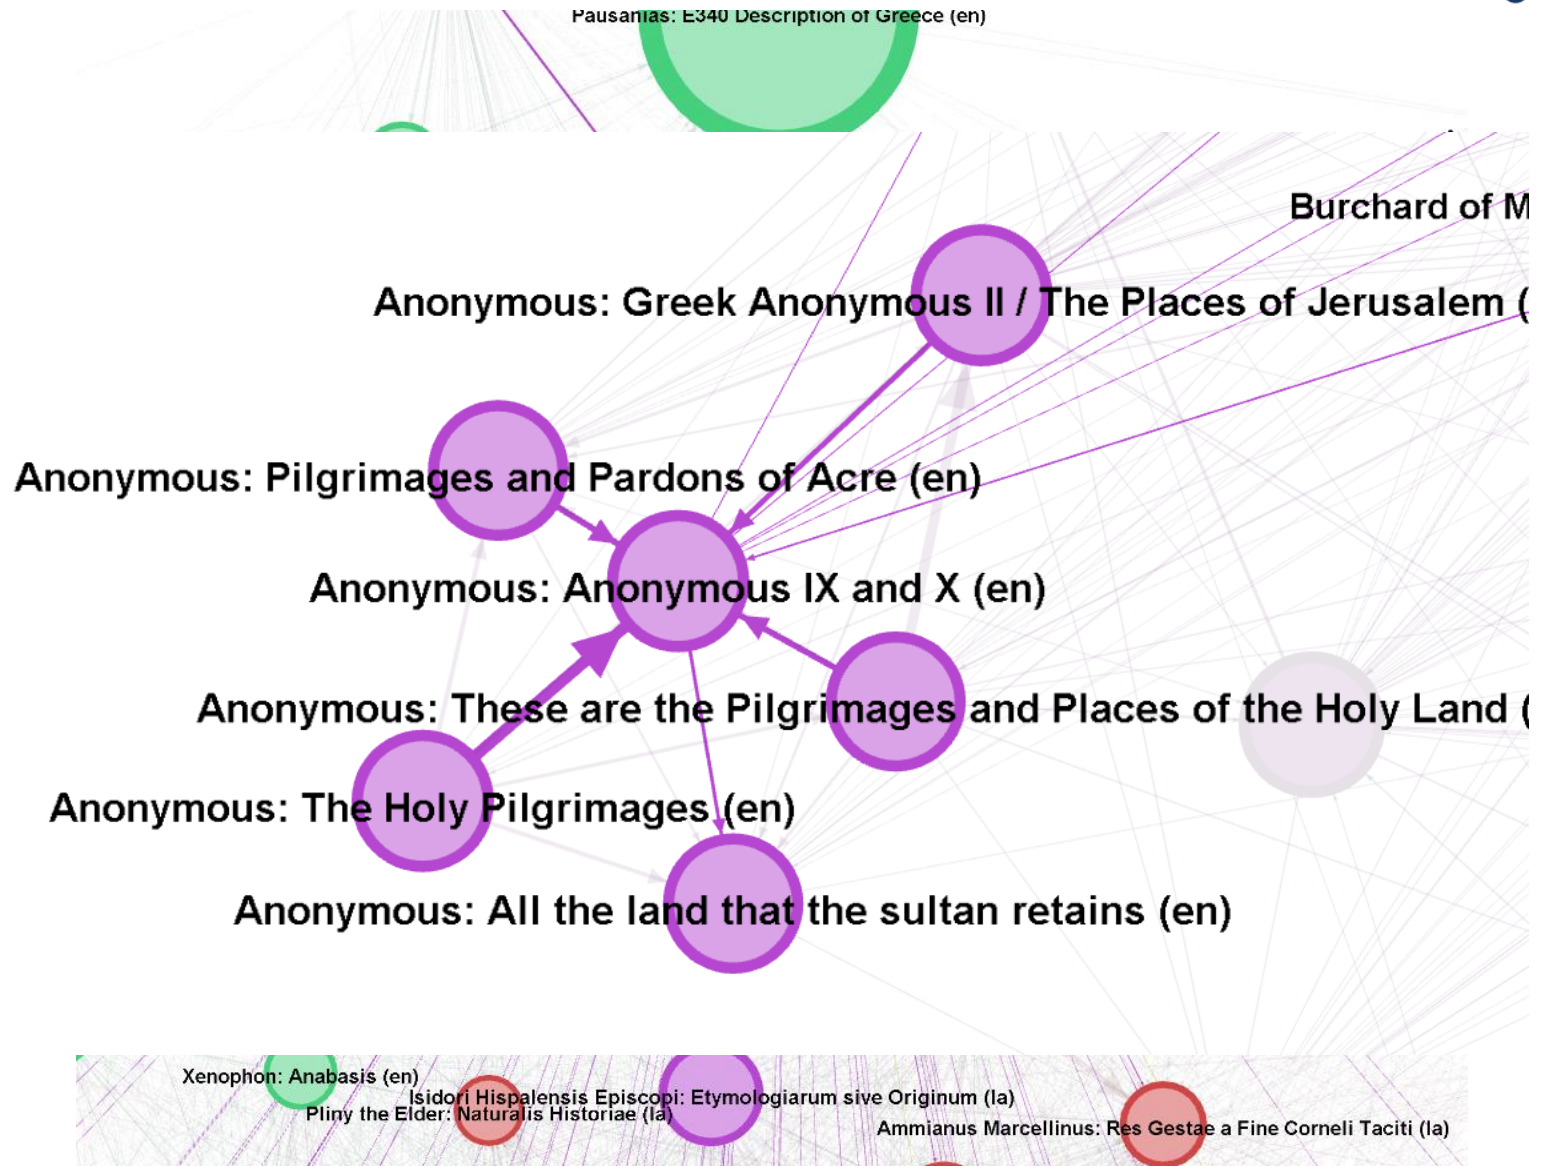 Pausanias: E340 Description of Greece (en)
Burchard of M
Anonymous: Greek Anonymous II / The Places of Jerusalem (
Anonymous: Pilgrimages and Pardons of Acre (en)
Anonymous: Anonymous IX and X (en)
Anonymous: These are the Pilgrimages and Places of the Holy Land (
Anonymous: The Holy Pilgrimages (en)
Anonymous: All the land that the sultan retains (en)
Xenophon: Anabasis (en)
Isidori Hispalensis Episcopi: Etymologiarum sive Originum (la)
Pliny the Elder: Naturalis Historiae (la)
Ammianus Marcellinus: Res Gestae a Fine Corneli Taciti (la)